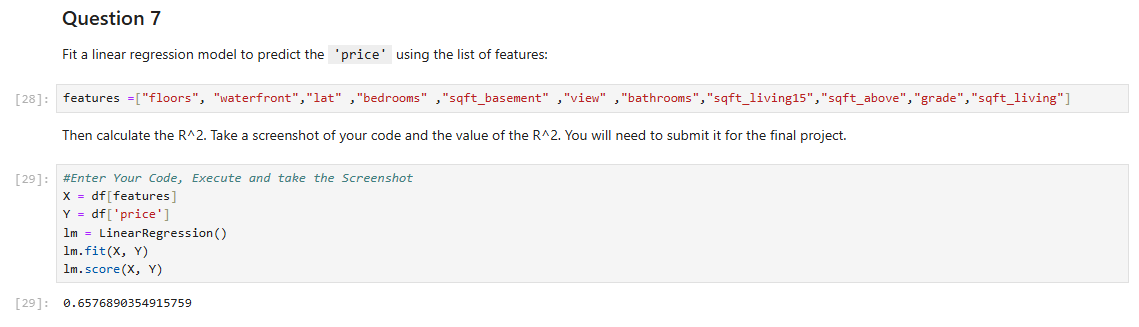 Question 7
Fit a linear regression model to predict the 'price' using the list of features:
[28]: features =["floors", "waterfront","lat" ,"bedrooms" ,"sqft_basement" ,"view" ,"bathrooms","sqft_living15","sqft_above","grade","sqft_living"]
Then calculate the R^2. Take a screenshot of your code and the value of the R^2. You will need to submit it for the final project.
[29]: #Enter Your Code, Execute and take the Screenshot
X = df[features]
Y = df['price']
lm = LinearRegression()
lm.fit(X, Y)
lm.score(X, Y)
[29]: 0.6576890354915759